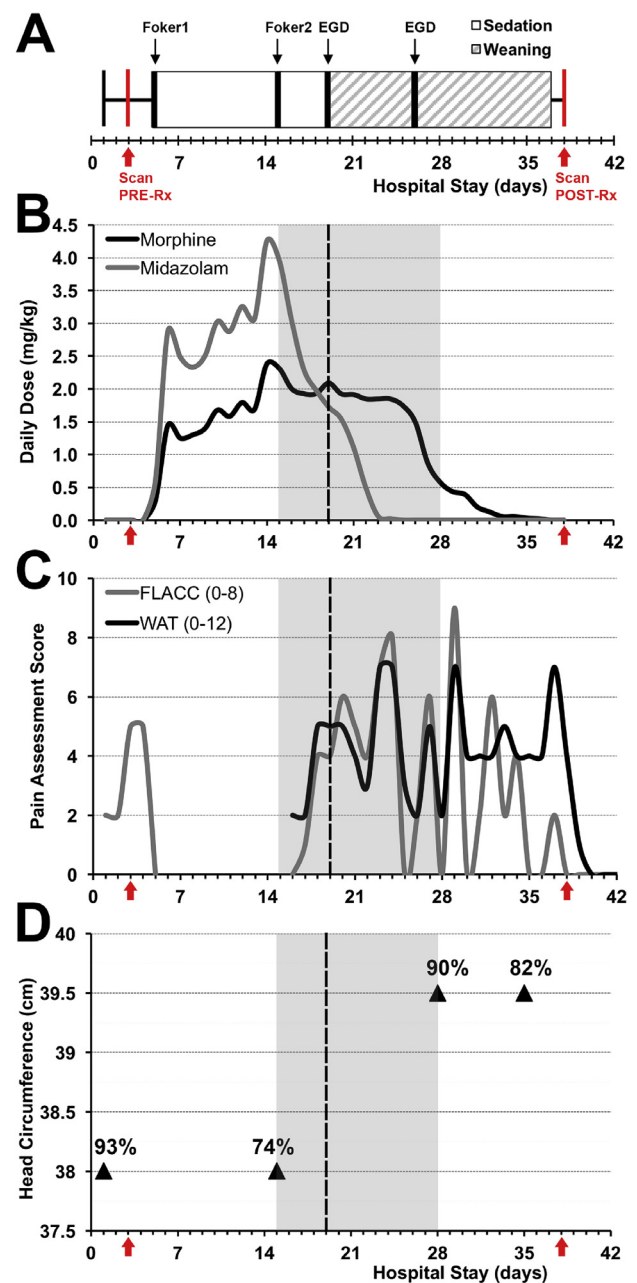 A
Foker1 Foker2 EGD EGD
Sedation
Weaning
0 7 14 21 28 35 42
Scan PRE-Rx
Hospital Stay (days)
Scan POST-Rx
B
Daily Dose (mg/kg)
4.5
4.0
3.5
3.0
2.5
2.0
1.5
1.0
0.5
0.0
Morphine
Midazolam
0 7 14 21 28 35 42
C
Pain Assessment Score
10
8
6
4
2
0
FLACC (0-8)
WAT (0-12)
0 7 14 21 28 35 42
D
Head Circumference (cm)
40
39.5
39
38.5
38
37.5
93%
74%
90%
82%
0 7 14 21 28 35 42
Hospital Stay (days)